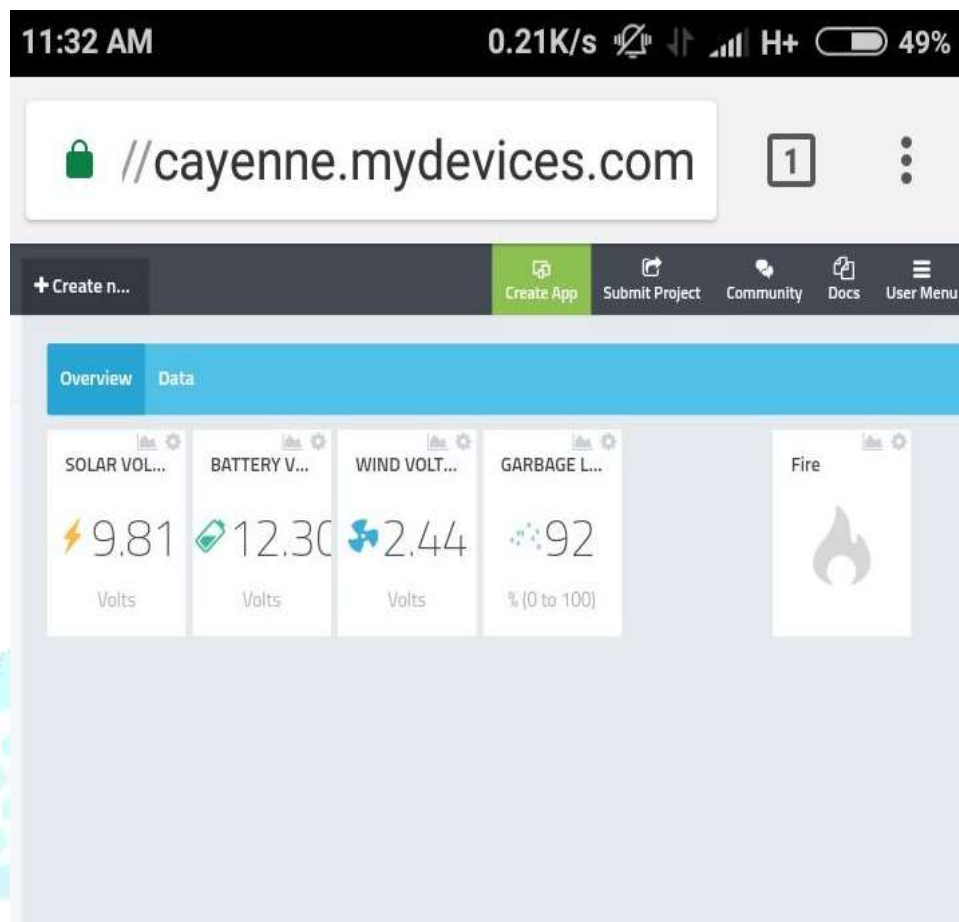 11:32 AM 0.21K/s H+ 49%
//cayenne.mydevices.com 1
+ Create n... Create App Submit Project Community Docs User Menu
Overview Data
SOLAR VOL... BATTERY V... WIND VOLT... GARBAGE L... Fire
9.81 12.30 2.44 92
Volts Volts Volts % (0 to 100)